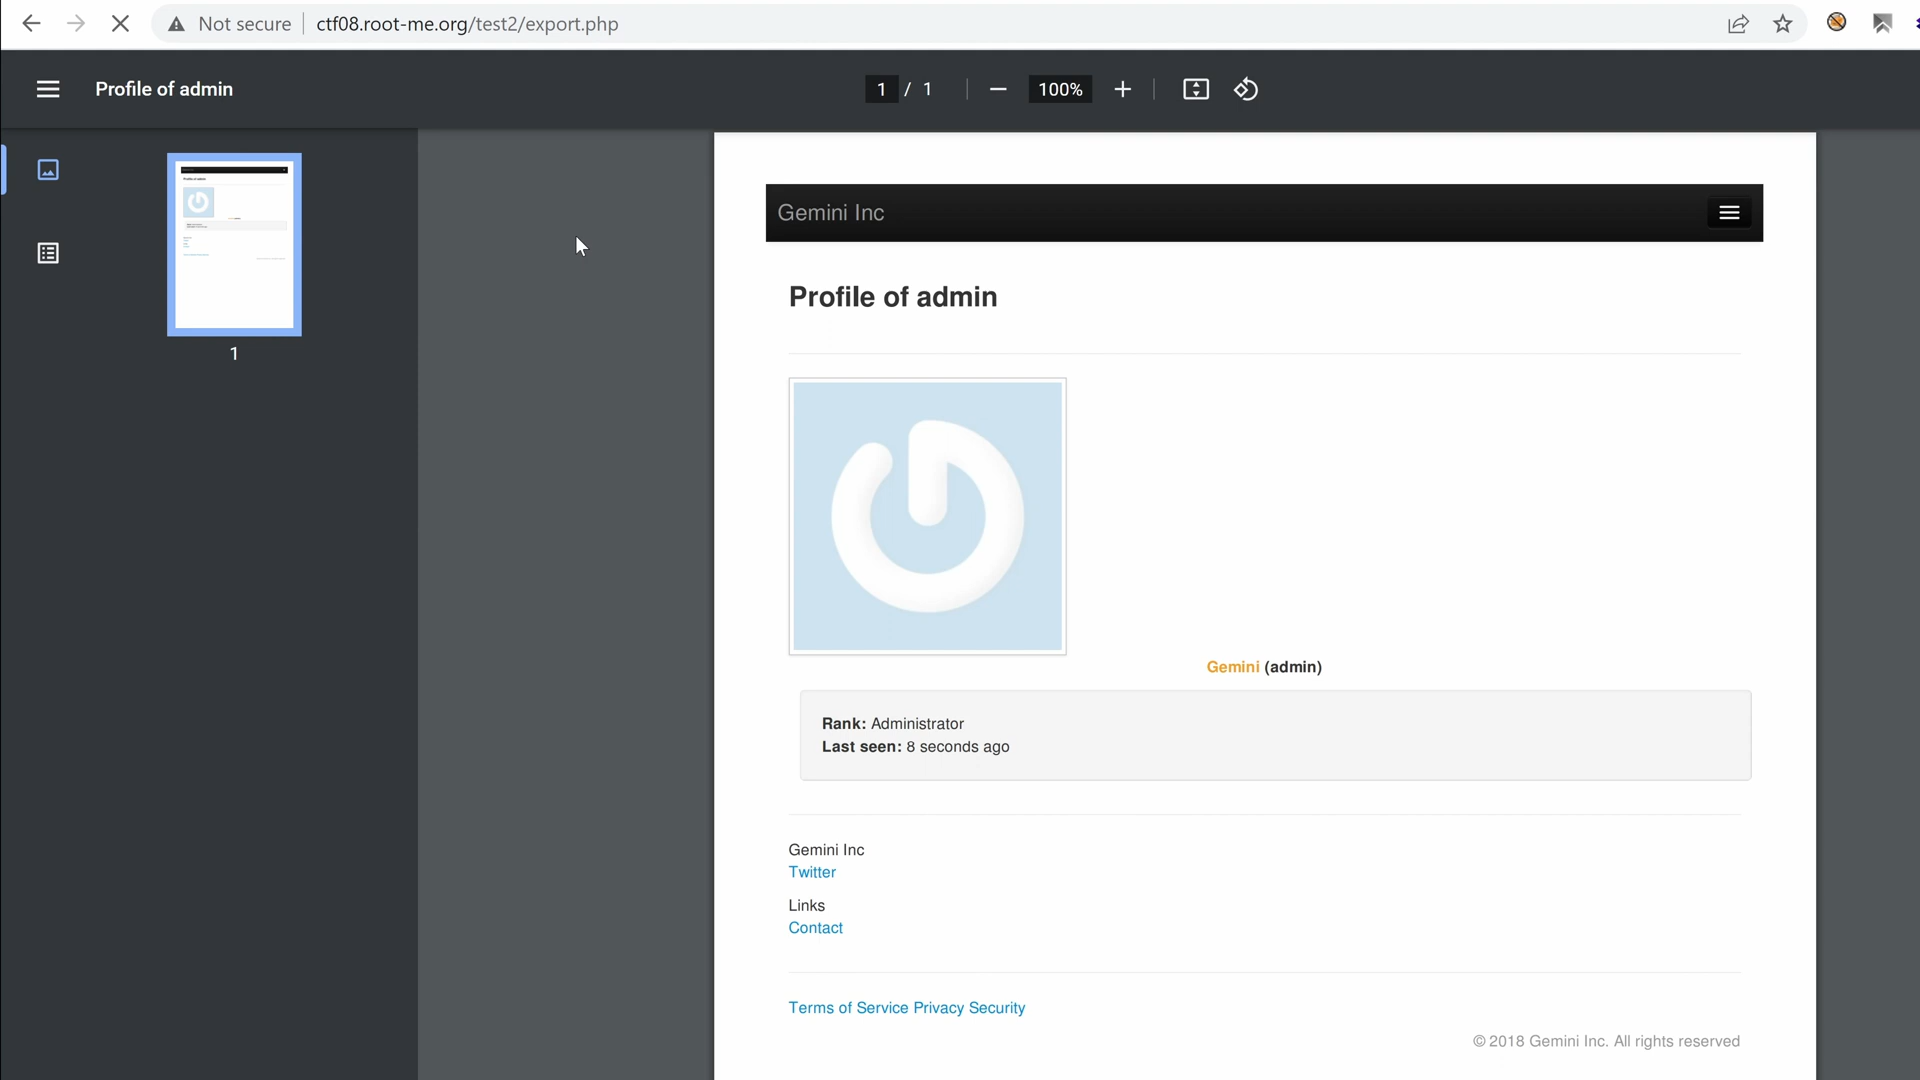 Not secure ctf08.root-me.org/test2/export.php
Profile of admin
1 / 1
100%
1
Gemini Inc
Profile of admin
Gemini (admin)
Rank: Administrator
Last seen: 8 seconds ago
Gemini Inc
Twitter
Links
Contact
Terms of Service Privacy Security
© 2018 Gemini Inc. All rights reserved